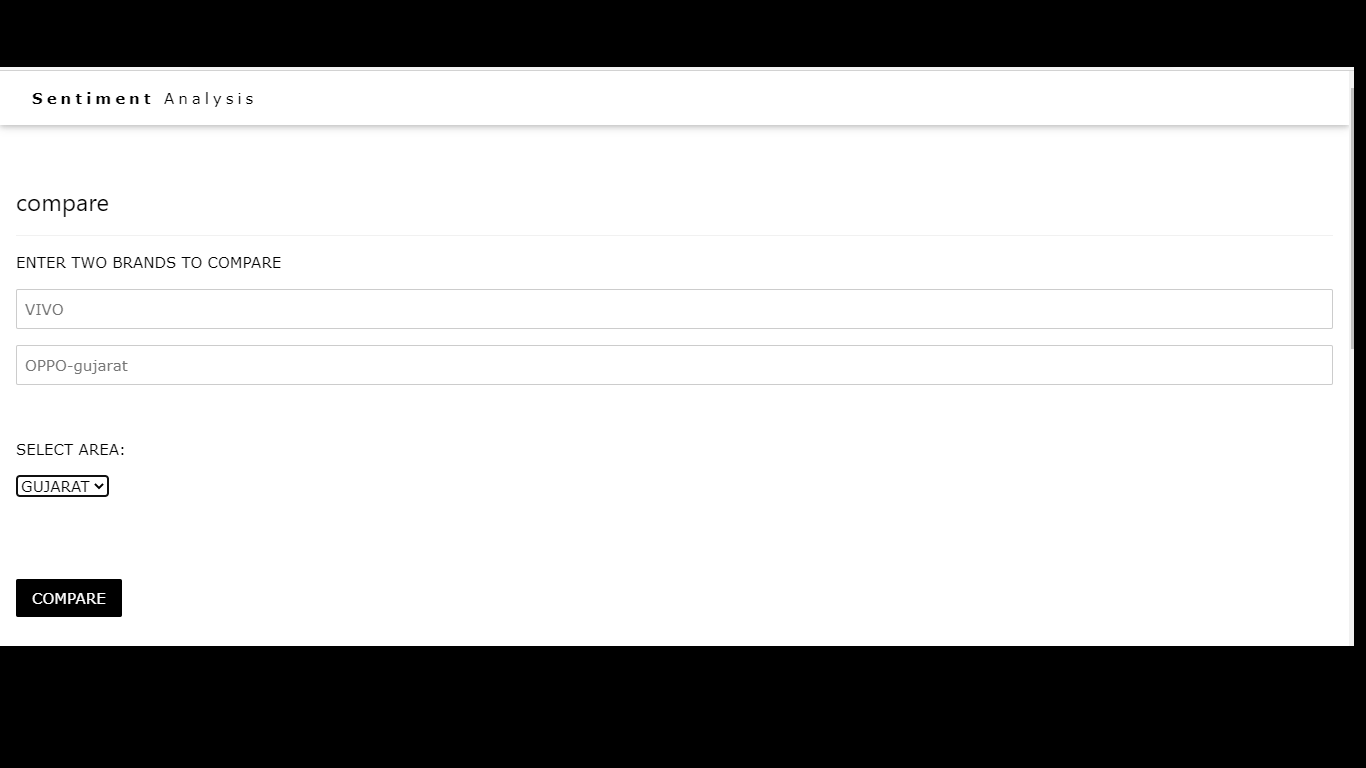 Sentiment Analysis
compare
ENTER TWO BRANDS TO COMPARE
VIVO
OPPO-gujarat
SELECT AREA:
GUJARAT
COMPARE